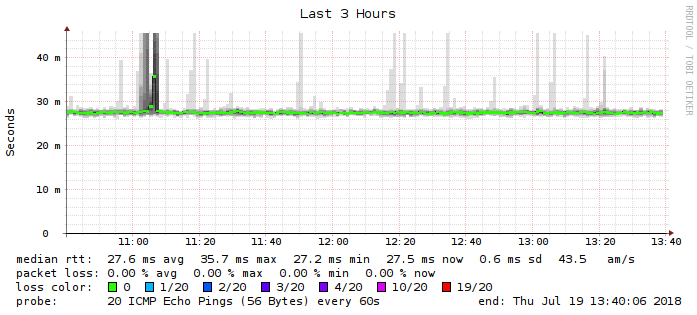 Last 3 Hours
RRDTOOL / TOBI OETIKER
Seconds
40 m
30 m
20 m
10 m
0
11:00 11:20 11:40 12:00 12:20 12:40 13:00 13:20 13:40
median rtt: 27.6 ms avg 35.7 ms max 27.2 ms min 27.5 ms now 0.6 ms sd 43.5 am/s
packet loss: 0.00 % avg 0.00 % max 0.00 % min 0.00 % now
loss color: 0 1/20 2/20 3/20 4/20 10/20 19/20
probe: 20 ICMP Echo Pings (56 Bytes) every 60s end: Thu Jul 19 13:40:06 2018